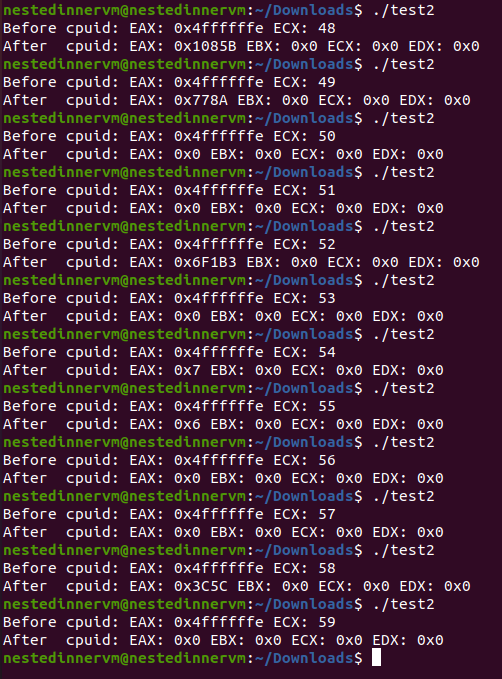 nestedinnervm@nestedinnervm:~/Downloads$ ./test2
Before cpuid: EAX: 0x4ffffffe ECX: 48
After  cpuid: EAX: 0x1085B EBX: 0x0 ECX: 0x0 EDX: 0x0
nestedinnervm@nestedinnervm:~/Downloads$ ./test2
Before cpuid: EAX: 0x4ffffffe ECX: 49
After  cpuid: EAX: 0x778A EBX: 0x0 ECX: 0x0 EDX: 0x0
nestedinnervm@nestedinnervm:~/Downloads$ ./test2
Before cpuid: EAX: 0x4ffffffe ECX: 50
After  cpuid: EAX: 0x0 EBX: 0x0 ECX: 0x0 EDX: 0x0
nestedinnervm@nestedinnervm:~/Downloads$ ./test2
Before cpuid: EAX: 0x4ffffffe ECX: 51
After  cpuid: EAX: 0x0 EBX: 0x0 ECX: 0x0 EDX: 0x0
nestedinnervm@nestedinnervm:~/Downloads$ ./test2
Before cpuid: EAX: 0x4ffffffe ECX: 52
After  cpuid: EAX: 0x6F1B3 EBX: 0x0 ECX: 0x0 EDX: 0x0
nestedinnervm@nestedinnervm:~/Downloads$ ./test2
Before cpuid: EAX: 0x4ffffffe ECX: 53
After  cpuid: EAX: 0x0 EBX: 0x0 ECX: 0x0 EDX: 0x0
nestedinnervm@nestedinnervm:~/Downloads$ ./test2
Before cpuid: EAX: 0x4ffffffe ECX: 54
After  cpuid: EAX: 0x7 EBX: 0x0 ECX: 0x0 EDX: 0x0
nestedinnervm@nestedinnervm:~/Downloads$ ./test2
Before cpuid: EAX: 0x4ffffffe ECX: 55
After  cpuid: EAX: 0x6 EBX: 0x0 ECX: 0x0 EDX: 0x0
nestedinnervm@nestedinnervm:~/Downloads$ ./test2
Before cpuid: EAX: 0x4ffffffe ECX: 56
After  cpuid: EAX: 0x0 EBX: 0x0 ECX: 0x0 EDX: 0x0
nestedinnervm@nestedinnervm:~/Downloads$ ./test2
Before cpuid: EAX: 0x4ffffffe ECX: 57
After  cpuid: EAX: 0x0 EBX: 0x0 ECX: 0x0 EDX: 0x0
nestedinnervm@nestedinnervm:~/Downloads$ ./test2
Before cpuid: EAX: 0x4ffffffe ECX: 58
After  cpuid: EAX: 0x3C5C EBX: 0x0 ECX: 0x0 EDX: 0x0
nestedinnervm@nestedinnervm:~/Downloads$ ./test2
Before cpuid: EAX: 0x4ffffffe ECX: 59
After  cpuid: EAX: 0x0 EBX: 0x0 ECX: 0x0 EDX: 0x0
nestedinnervm@nestedinnervm:~/Downloads$